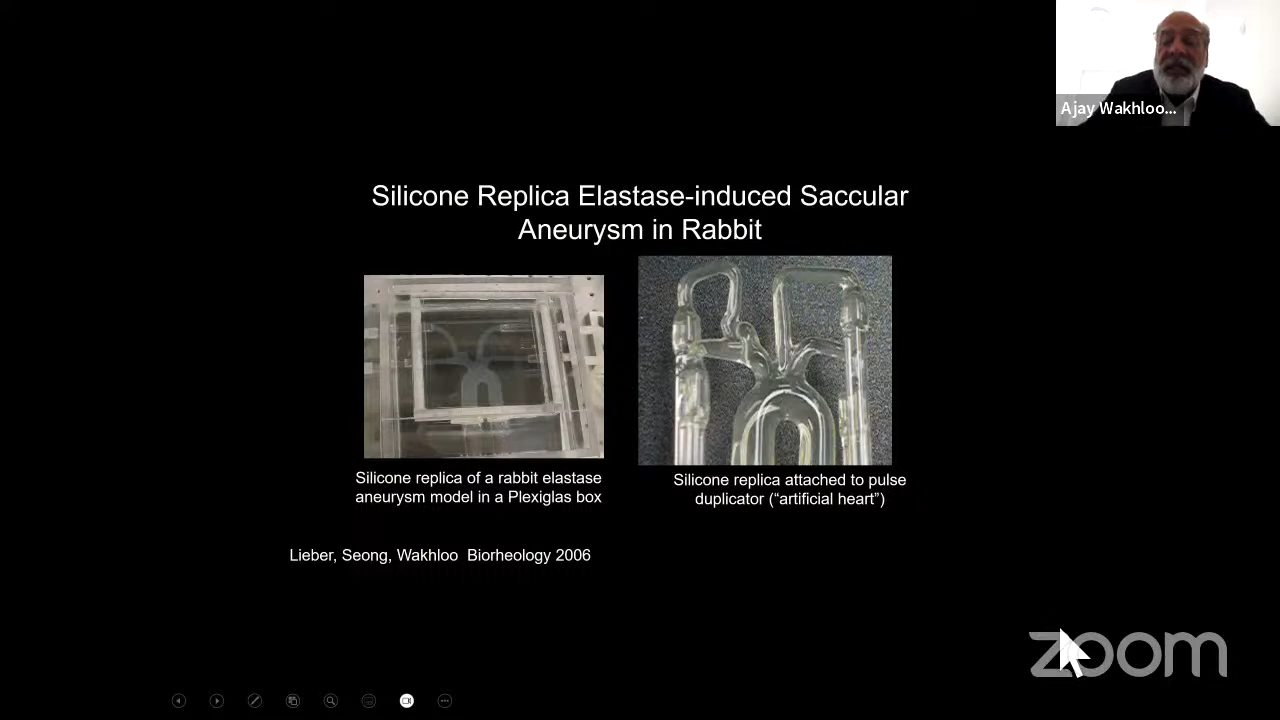 Ajay Wakhloo...
Silicone Replica Elastase-induced Saccular
Aneurysm in Rabbit
Silicone replica of a rabbit elastase
aneurysm model in a Plexiglas box
Silicone replica attached to pulse
duplicator (“artificial heart”)
Lieber, Seong, Wakhloo  Biorheology 2006
zoom